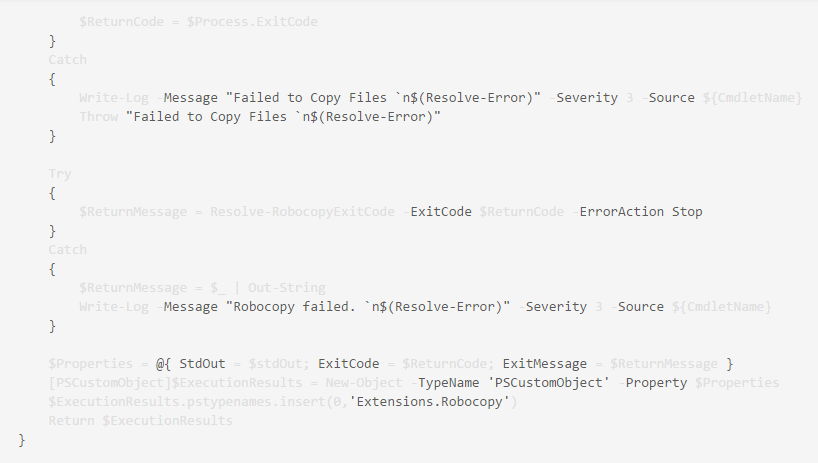 $ReturnCode = $Process.ExitCode
}
Catch
{
Write-Log -Message "Failed to Copy Files `n$(Resolve-Error)" -Severity 3 -Source ${CmdletName}
Throw "Failed to Copy Files `n$(Resolve-Error)"
}
Try
{
$ReturnMessage = Resolve-RobocopyExitCode -ExitCode $ReturnCode -ErrorAction Stop
}
Catch
{
$ReturnMessage = $_ | Out-String
Write-Log -Message "Robocopy failed. `n$(Resolve-Error)" -Severity 3 -Source ${CmdletName}
}
$Properties = @{ StdOut = $stdOut; ExitCode = $ReturnCode; ExitMessage = $ReturnMessage }
[PSCustomObject]$ExecutionResults = New-Object -TypeName 'PSCustomObject' -Property $Properties
$ExecutionResults.pstypenames.insert(0,'Extensions.Robocopy')
Return $ExecutionResults
}